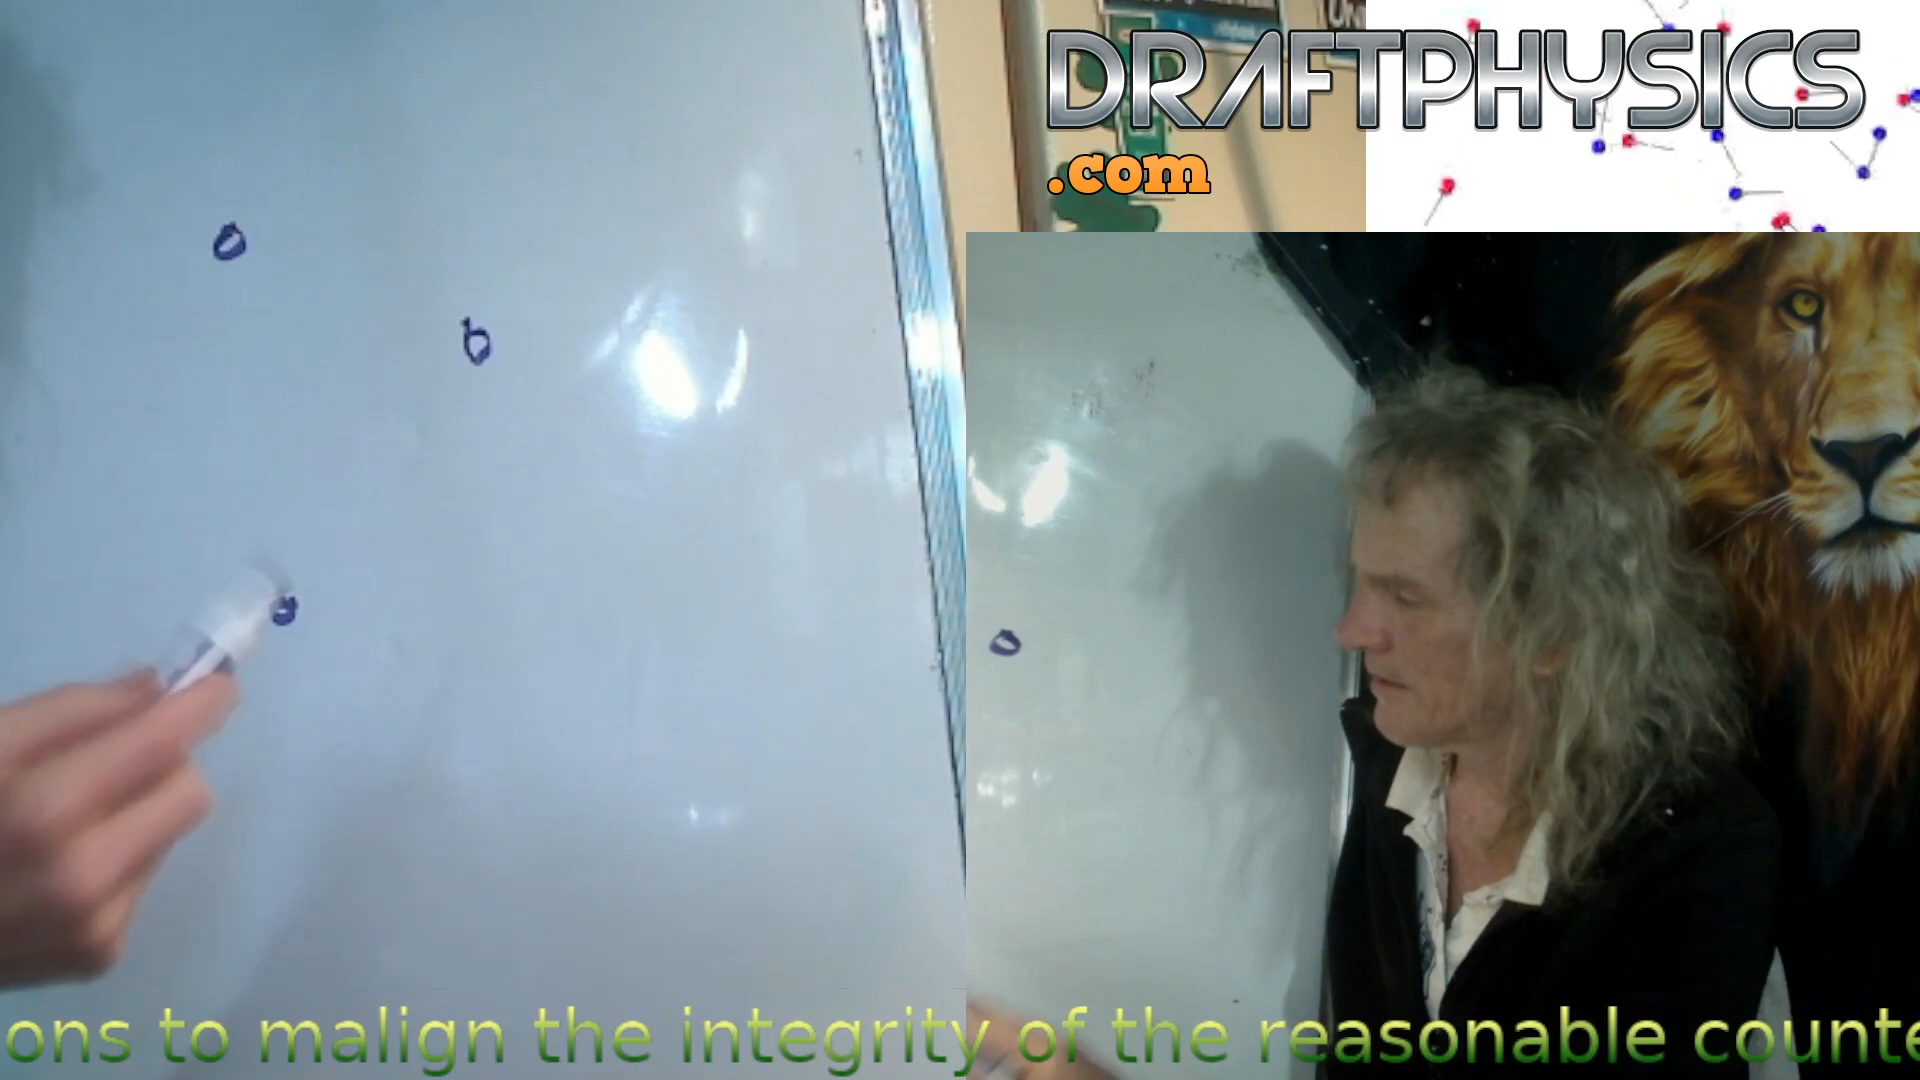 DRAFTPHYSICS
.com
ons to malign the integrity of the reasonable counte